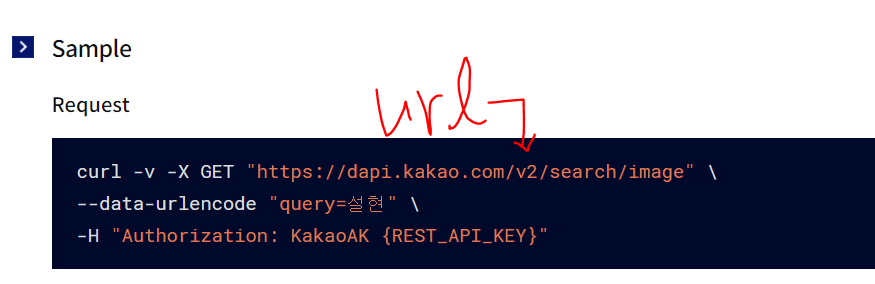 Sample
Request
url
curl -v -X GET "https://dapi.kakao.com/v2/search/image" \
--data-urlencode "query=설현" \
-H "Authorization: KakaoAK {REST_API_KEY}"